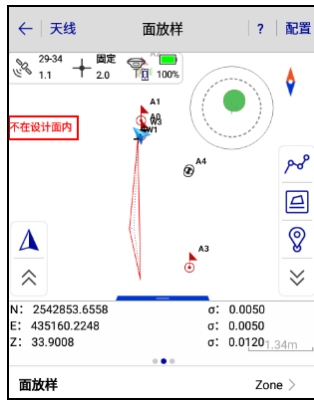 ← 天线 面放样 ? 配置
29-34 固定
1.1 2.0 100%
A1
不在设计面内
W1
A4
A3
N: 2542853.6558 σ: 0.0050
E: 435160.2248 σ: 0.0050
Z: 33.9008 σ: 0.0120
1.34m
面放样 Zone >